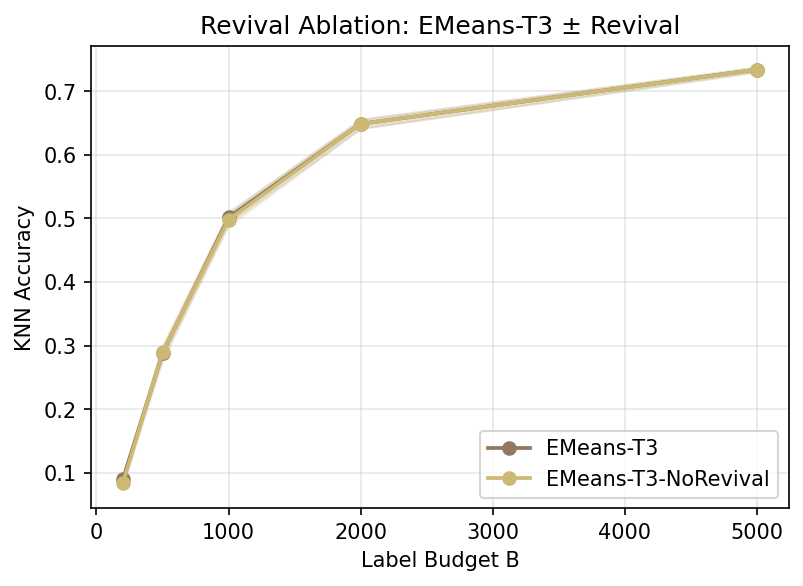 Revival Ablation: EMeans-T3 ± Revival
KNN Accuracy
0.7
0.6
0.5
0.4
0.3
0.2
0.1
EMeans-T3
EMeans-T3-NoRevival
0 1000 2000 3000 4000 5000
Label Budget B